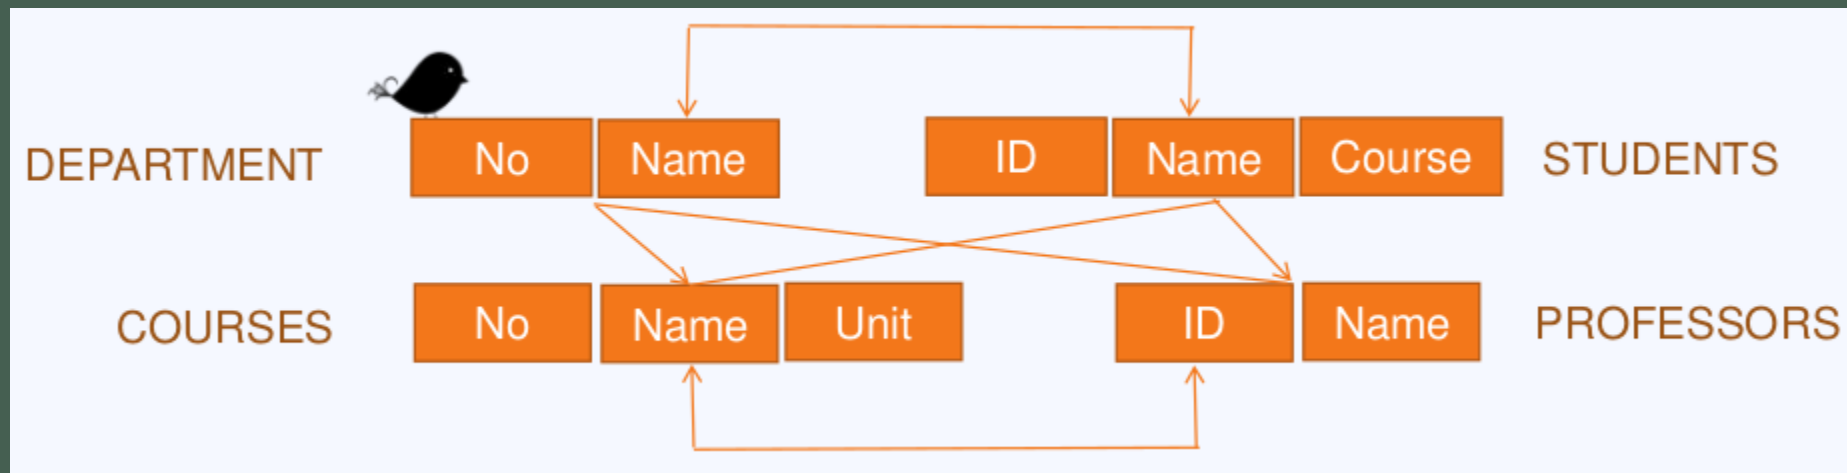 DEPARTMENT No Name ID Name Course STUDENTS
COURSES No Name Unit ID Name PROFESSORS